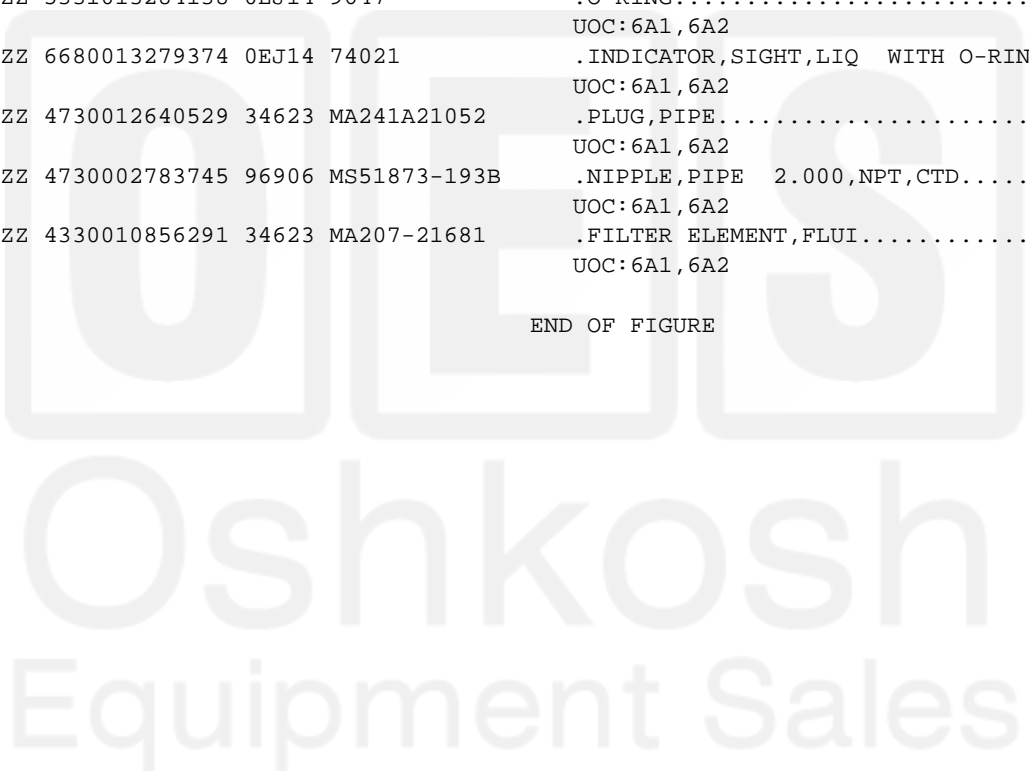 .O-RING..........................
UOC:6A1,6A2
ZZ 6680013279374 0EJ14 74021 .INDICATOR,SIGHT,LIQ WITH O-RIN
UOC:6A1,6A2
ZZ 4730012640529 34623 MA241A21052 .PLUG,PIPE......................
UOC:6A1,6A2
ZZ 4730002783745 96906 MS51873-193B .NIPPLE,PIPE 2.000,NPT,CTD.....
UOC:6A1,6A2
ZZ 4330010856291 34623 MA207-21681 .FILTER ELEMENT,FLUI............
UOC:6A1,6A2
END OF FIGURE
OES
Oshkosh
Equipment Sales